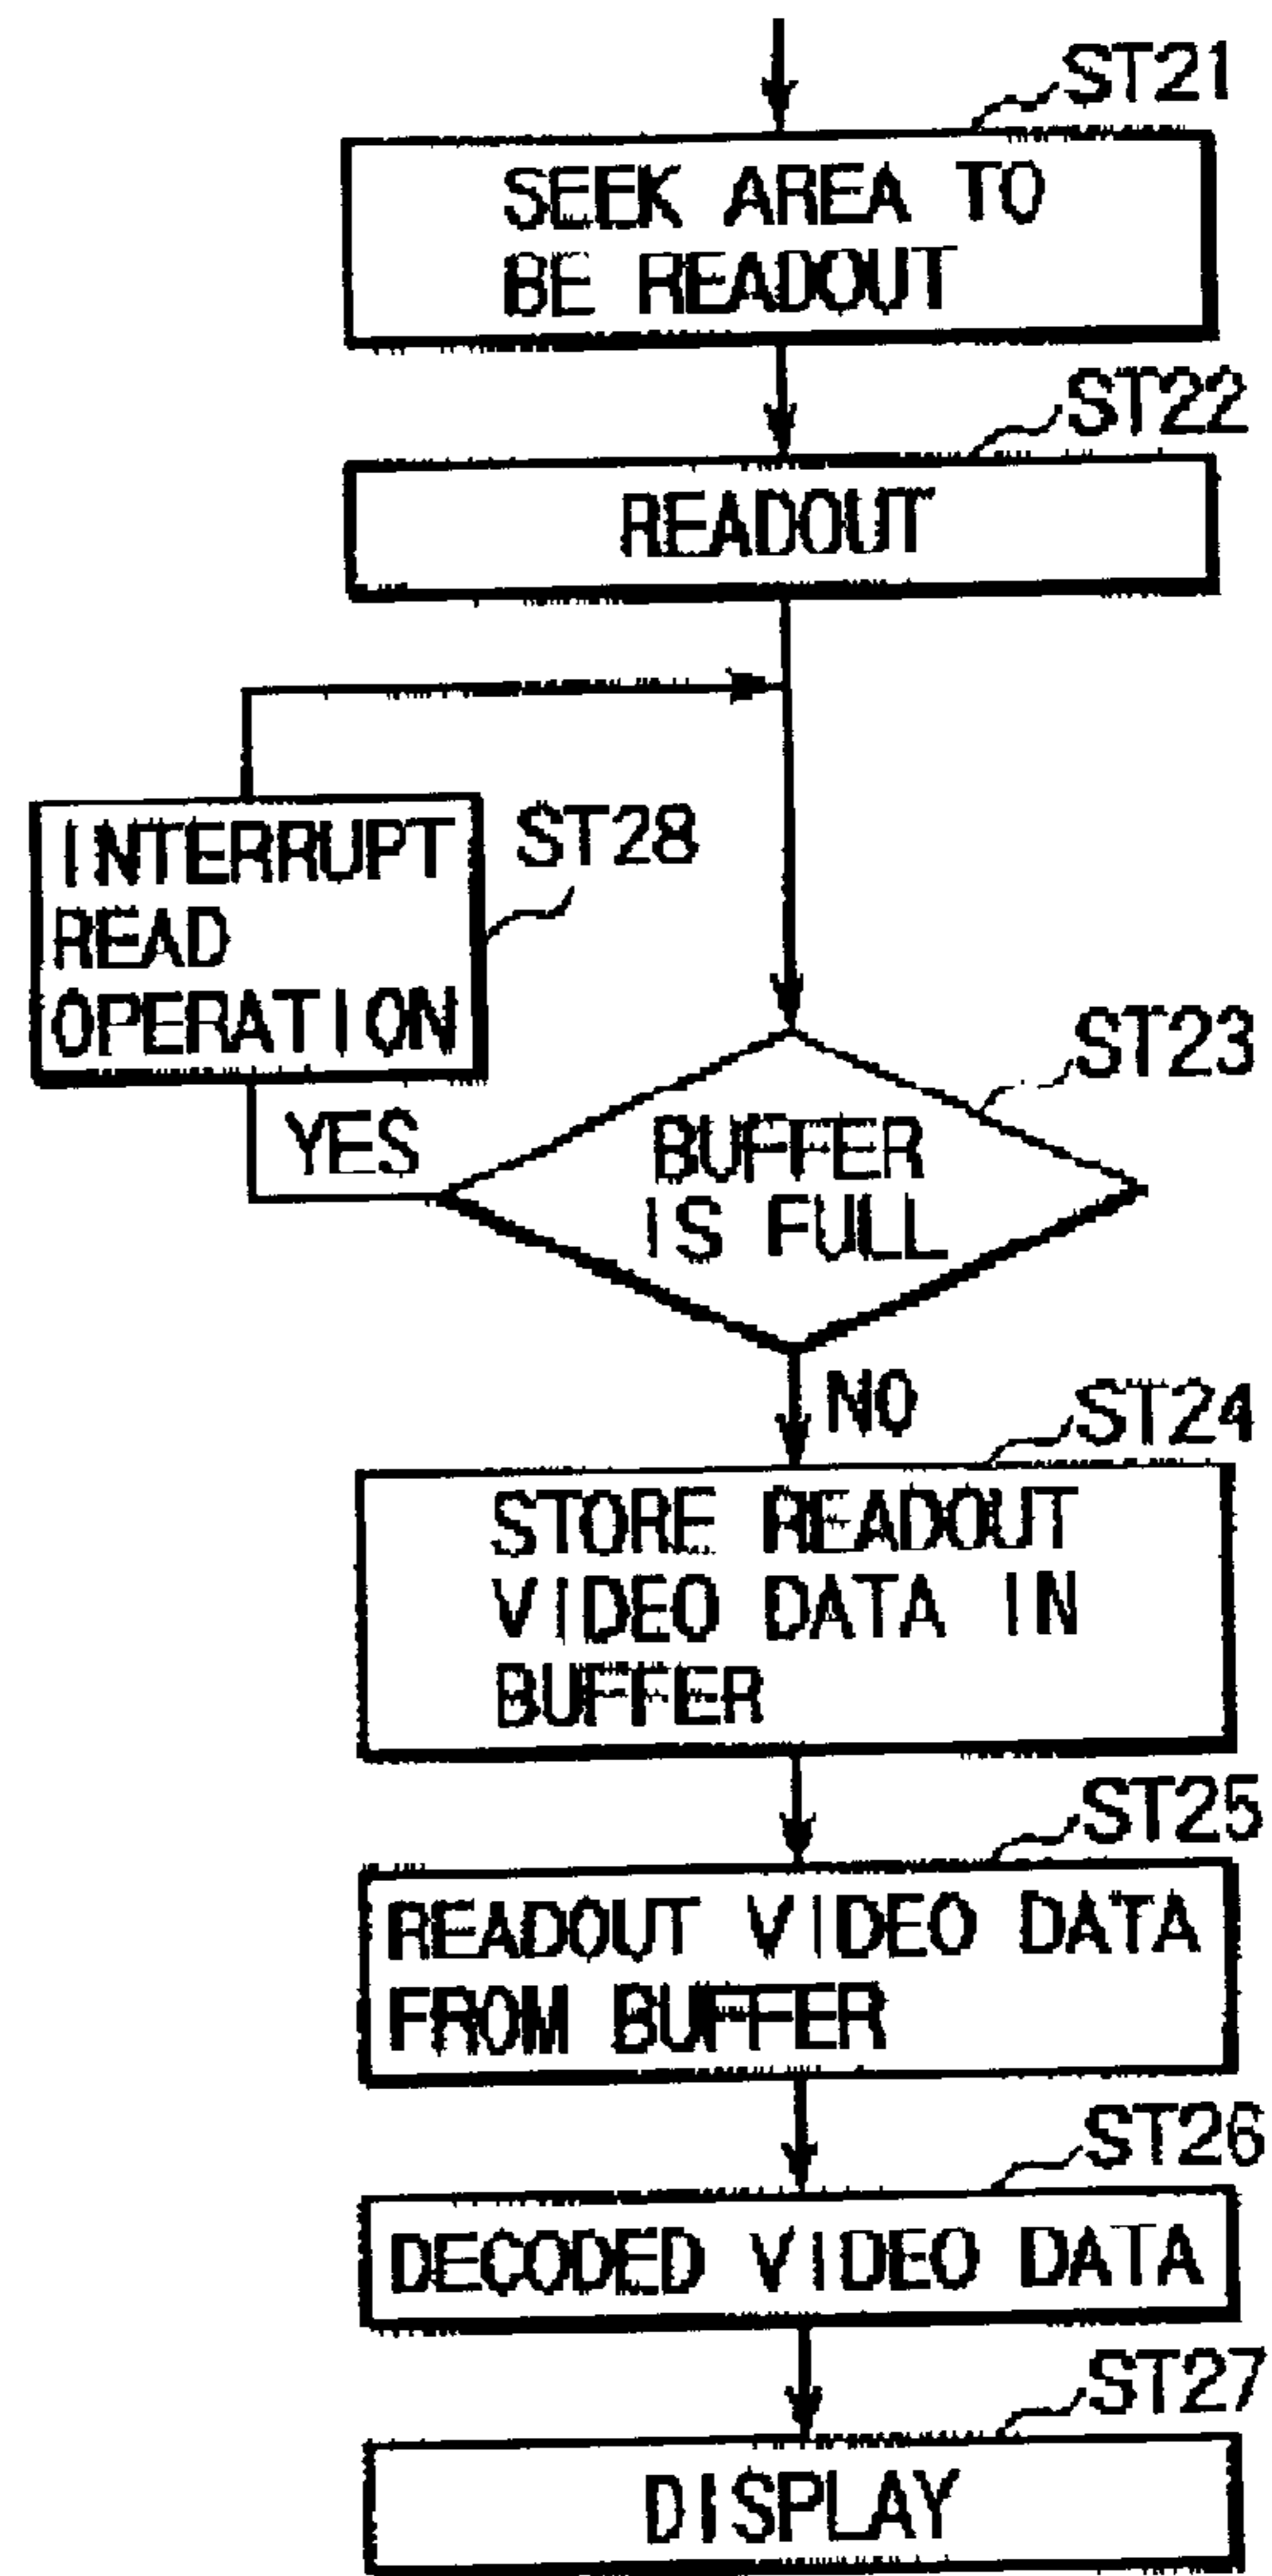 ST21
SEEK AREA TO
BE READOUT
ST22
READOUT
INTERRUPT
READ
OPERATION
ST28
YES
BUFFER
IS FULL
ST23
NO
ST24
STORE READOUT
VIDEO DATA IN
BUFFER
ST25
READOUT VIDEO DATA
FROM BUFFER
ST26
DECODED VIDEO DATA
ST27
DISPLAY